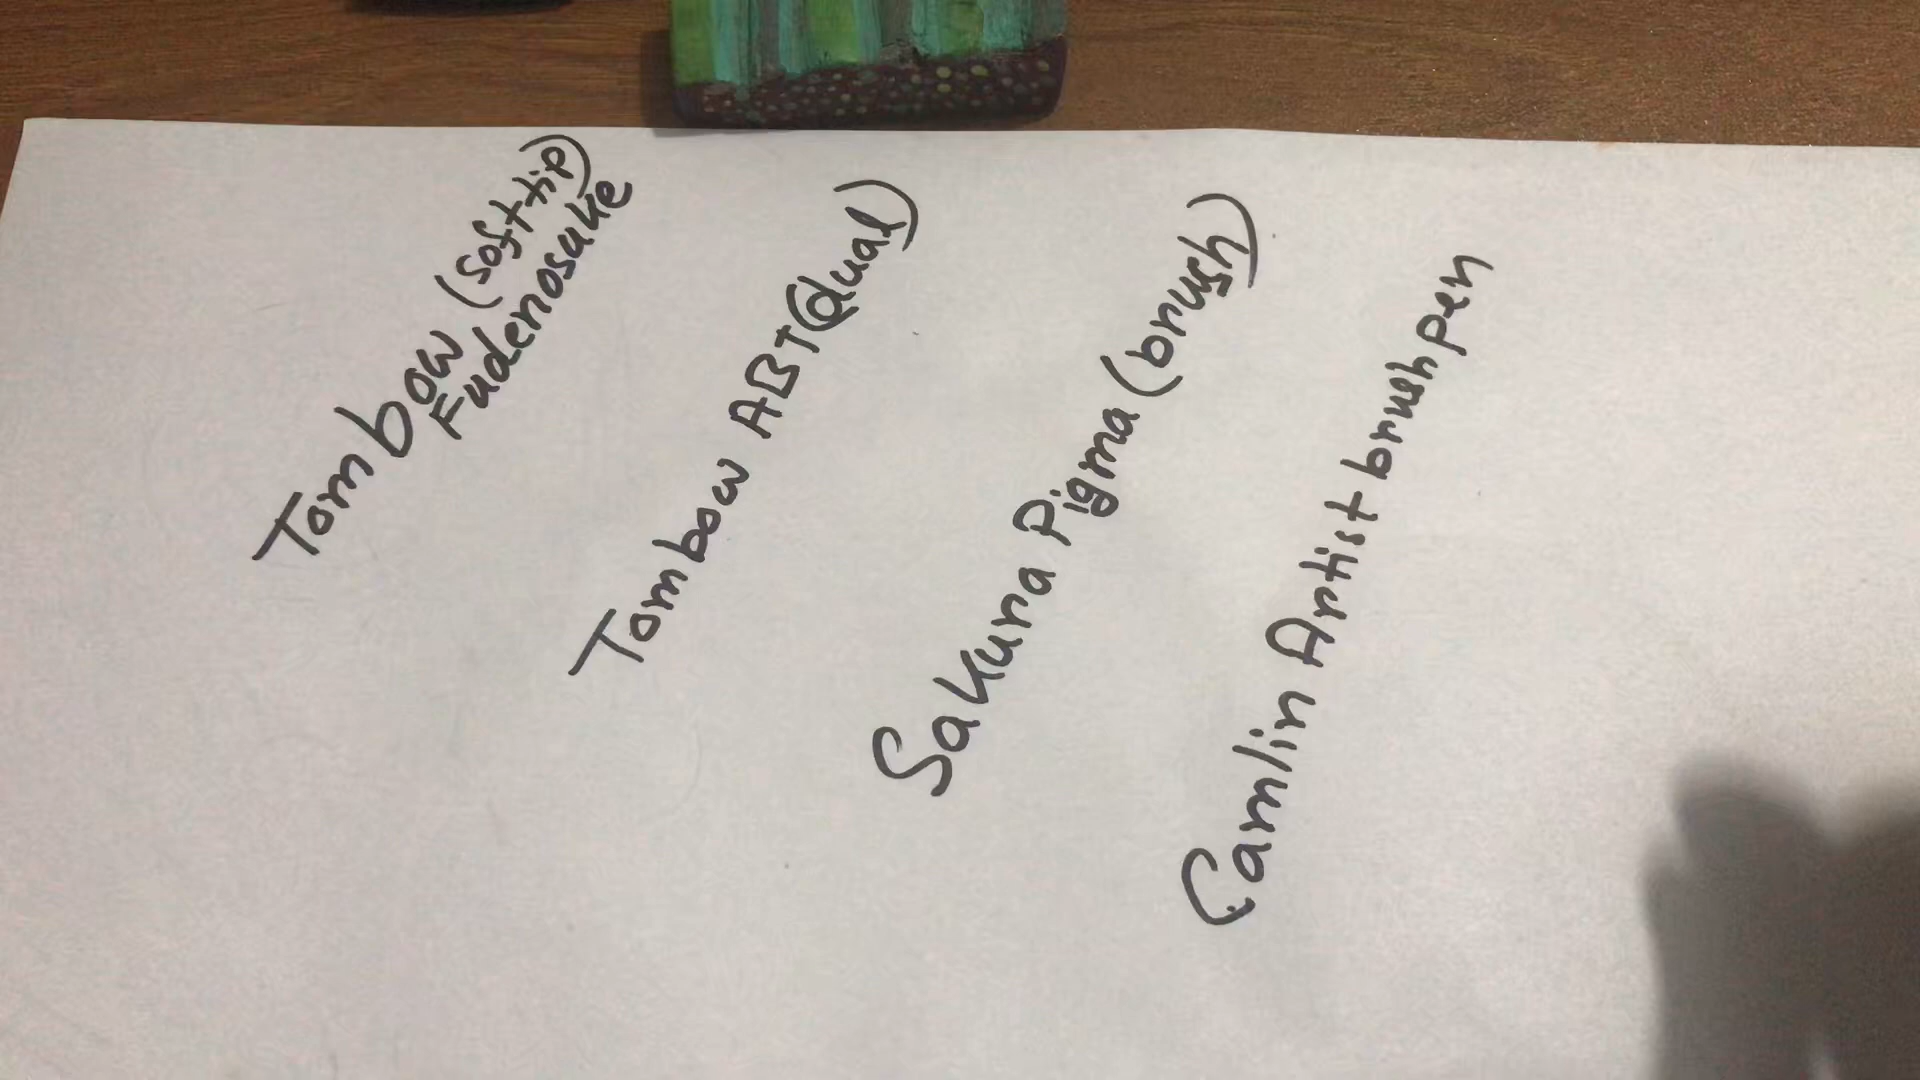 Tombow (soft tip)
Fudenosuke
Tombow ABT (dual)
Sakura Pigma (brush)
Camlin Artist brush pen